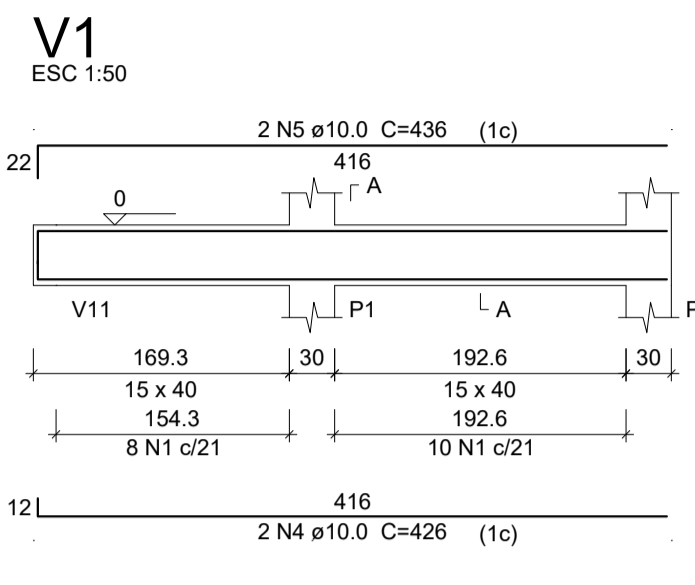 V1
ESC 1:50
2 N5 ø10.0 C=436 (1c)
22
416
A
0
V11
P1
A
P
169.3
30
192.6
30
15 x 40
15 x 40
154.3
192.6
8 N1 c/21
10 N1 c/21
12
416
2 N4 ø10.0 C=426 (1c)